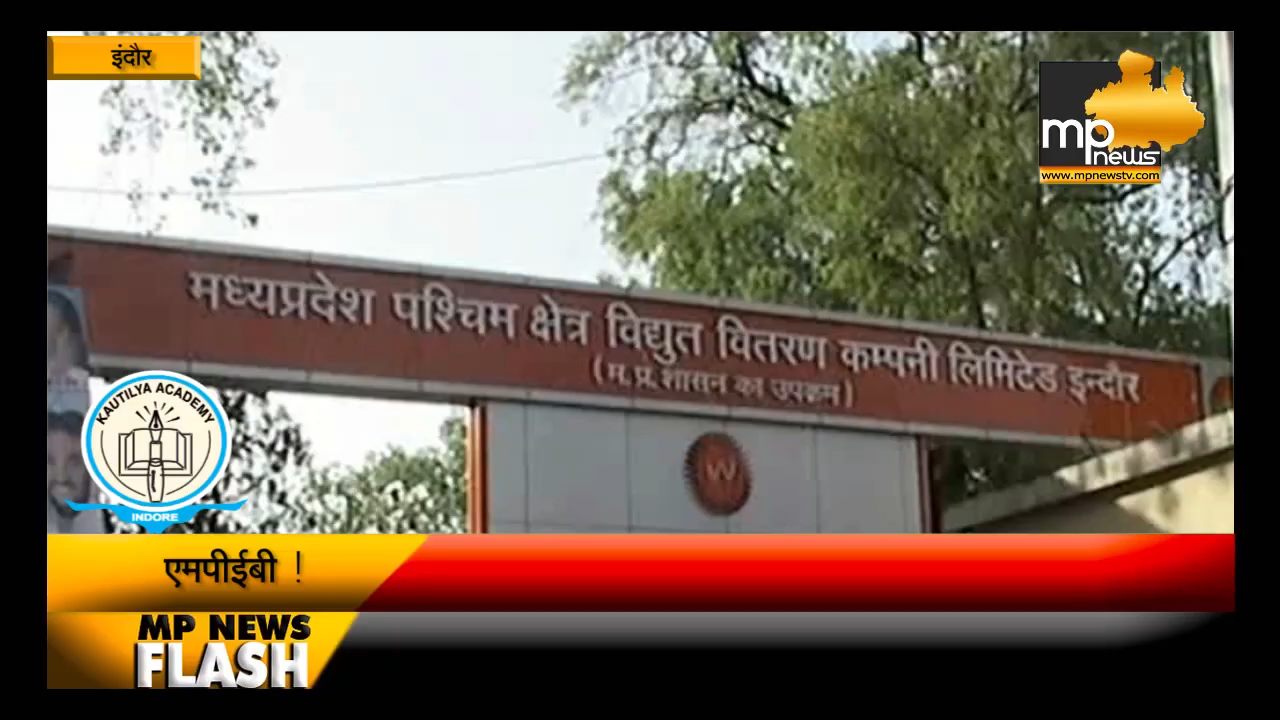 इंदौर
mp news
www.mpnewstv.com
मध्यप्रदेश पश्चिम क्षेत्र विद्युत वितरण कम्पनी लिमिटेड इन्दौर
(म.प्र.शासन का उपक्रम)
W
KAUTILYA ACADEMY
INDORE
एमपीईबी !
MP NEWS
FLASH